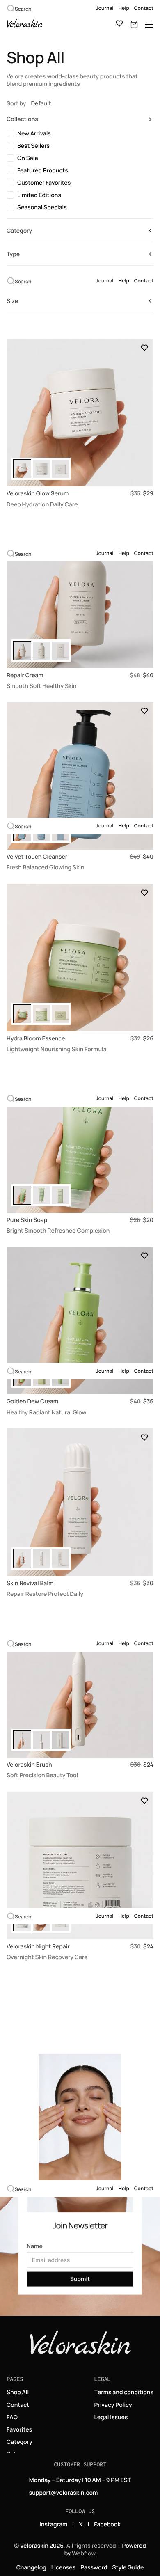 Search Journal Help Contact
Veloraskin
Shop All
Velora creates world-class beauty products that blend premium ingredients
Sort by Default
Collections
New Arrivals
Best Sellers
On Sale
Featured Products
Customer Favorites
Limited Editions
Seasonal Specials
Category
Type
Search Journal Help Contact
Size
VELORA
Veloraskin Glow Serum $35 $29
Deep Hydration Daily Care
Search Journal Help Contact
VELORA
Repair Cream $48 $40
Smooth Soft Healthy Skin
VELORA
Search Journal Help Contact
Velvet Touch Cleanser $49 $40
Fresh Balanced Glowing Skin
VELORA
Hydra Bloom Essence $32 $26
Lightweight Nourishing Skin Formula
Search Journal Help Contact
VELORA
Pure Skin Soap $25 $20
Bright Smooth Refreshed Complexion
VELORA
Search Journal Help Contact
Golden Dew Cream $40 $36
Healthy Radiant Natural Glow
VELORA
Skin Revival Balm $36 $30
Repair Restore Protect Daily
Search Journal Help Contact
Veloraskin Brush $30 $24
Soft Precision Beauty Tool
VELORA
Search Journal Help Contact
Veloraskin Night Repair $30 $24
Overnight Skin Recovery Care
Search Journal Help Contact
Join Newsletter
Name
Email address
Submit
Veloraskin
PAGES
Shop All
Contact
FAQ
Favorites
Category
LEGAL
Terms and conditions
Privacy Policy
Legal issues
CUSTOMER SUPPORT
Monday – Saturday I 10 AM – 9 PM EST
support@veloraskin.com
FOLLOW US
Instagram I X I Facebook
© Veloraskin 2026, All rights reserved I Powered
by Webflow
Changelog Licenses Password Style Guide